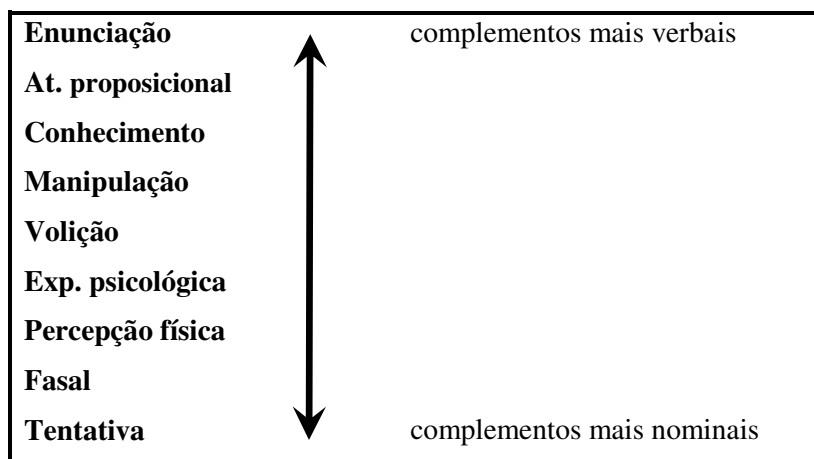 Enunciação complementos mais verbais
At. proposicional
Conhecimento
Manipulação
Volição
Exp. psicológica
Percepção física
Fasal
Tentativa complementos mais nominais